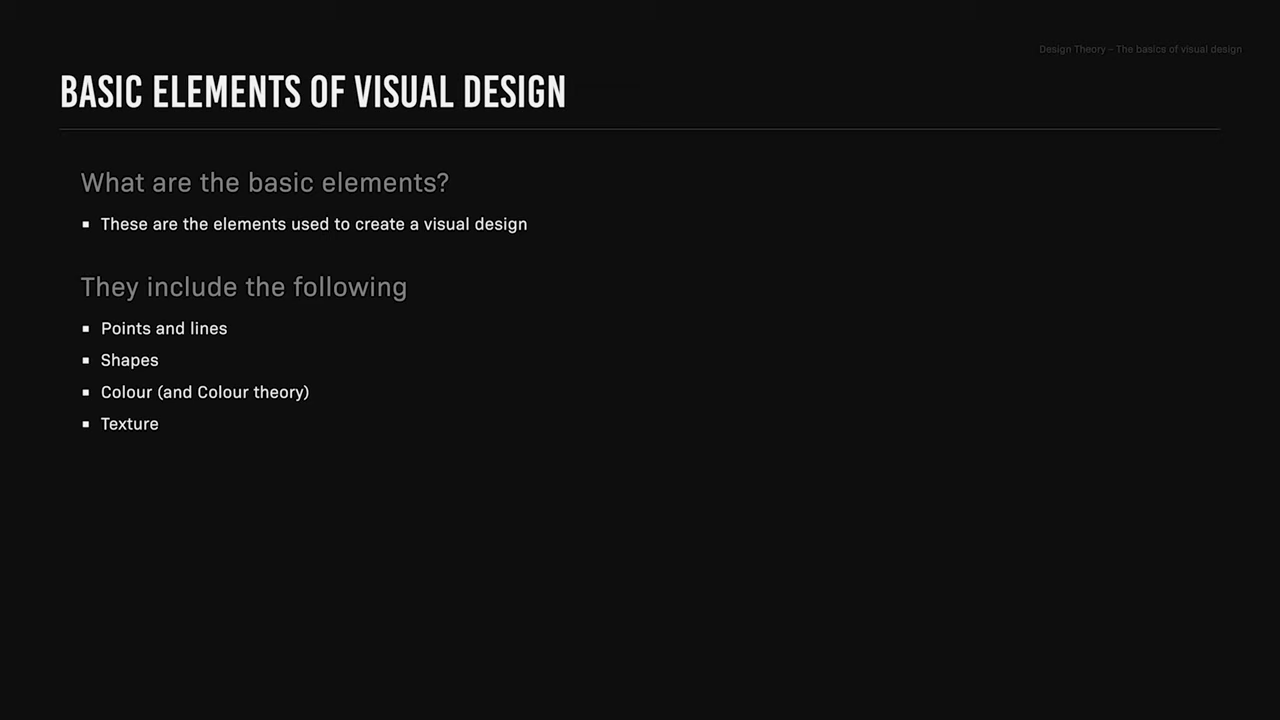 Design Theory – The basics of visual design
BASIC ELEMENTS OF VISUAL DESIGN
What are the basic elements?
▪ These are the elements used to create a visual design
They include the following
▪ Points and lines
▪ Shapes
▪ Colour (and Colour theory)
▪ Texture